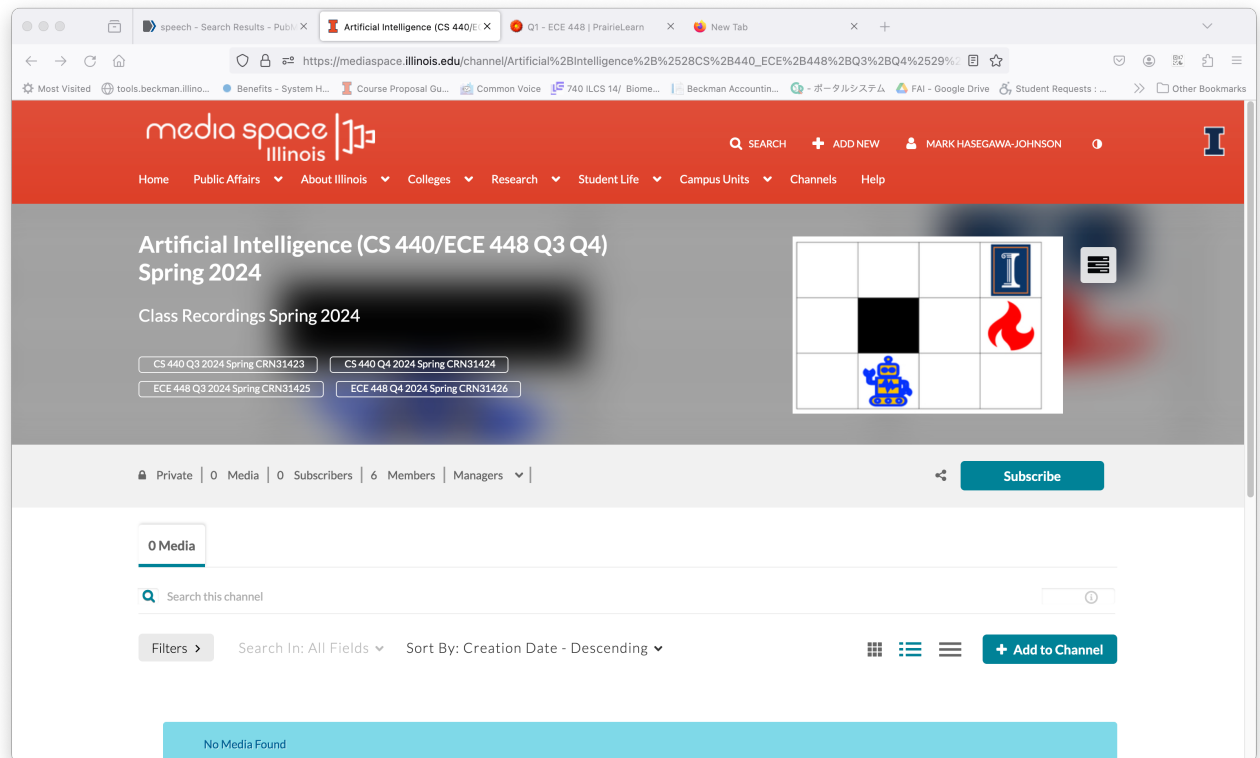 speech - Search Results - PubM
Artificial Intelligence (CS 440/EC
Q1 - ECE 448 | PrairieLearn
New Tab
https://mediaspace.illinois.edu/channel/Artificial%2BIntelligence%2B%2528CS%2B440_ECE%2B448%2BQ3%2BQ4%2529%2
Most Visited
tools.beckman.illino...
Benefits - System H...
Course Proposal Gu...
Common Voice
740 ILCS 14/ Biome...
Beckman Accountin...
- ポータルシステム
FAI - Google Drive
Student Requests : ...
Other Bookmarks
media space
Illinois
SEARCH
ADD NEW
MARK HASEGAWA-JOHNSON
Home
Public Affairs
About Illinois
Colleges
Research
Student Life
Campus Units
Channels
Help
Artificial Intelligence (CS 440/ECE 448 Q3 Q4)
Spring 2024
Class Recordings Spring 2024
CS 440 Q3 2024 Spring CRN31423
CS 440 Q4 2024 Spring CRN31424
ECE 448 Q3 2024 Spring CRN31425
ECE 448 Q4 2024 Spring CRN31426
Private | 0 Media | 0 Subscribers | 6 Members | Managers
Subscribe
0 Media
Search this channel
Filters >
Search In: All Fields
Sort By: Creation Date - Descending
+ Add to Channel
No Media Found